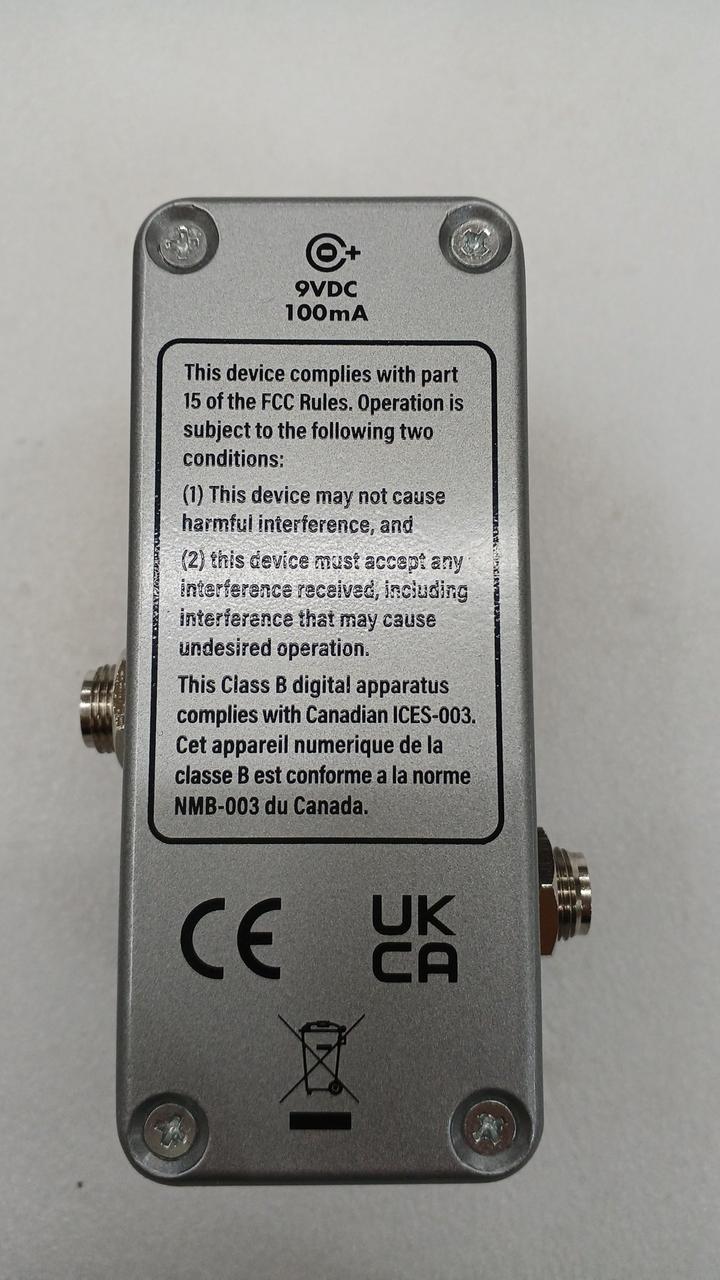 +
9VDC
100mA
This device complies with part
15 of the FCC Rules. Operation is
subject to the following two
conditions:
(1) This device may not cause
harmful interference, and
(2) this device must accept any
interference received, including
interference that may cause
undesired operation.
This Class B digital apparatus
complies with Canadian ICES-003.
Cet appareil numerique de la
classe B est conforme a la norme
NMB-003 du Canada.
CE
UK
CA